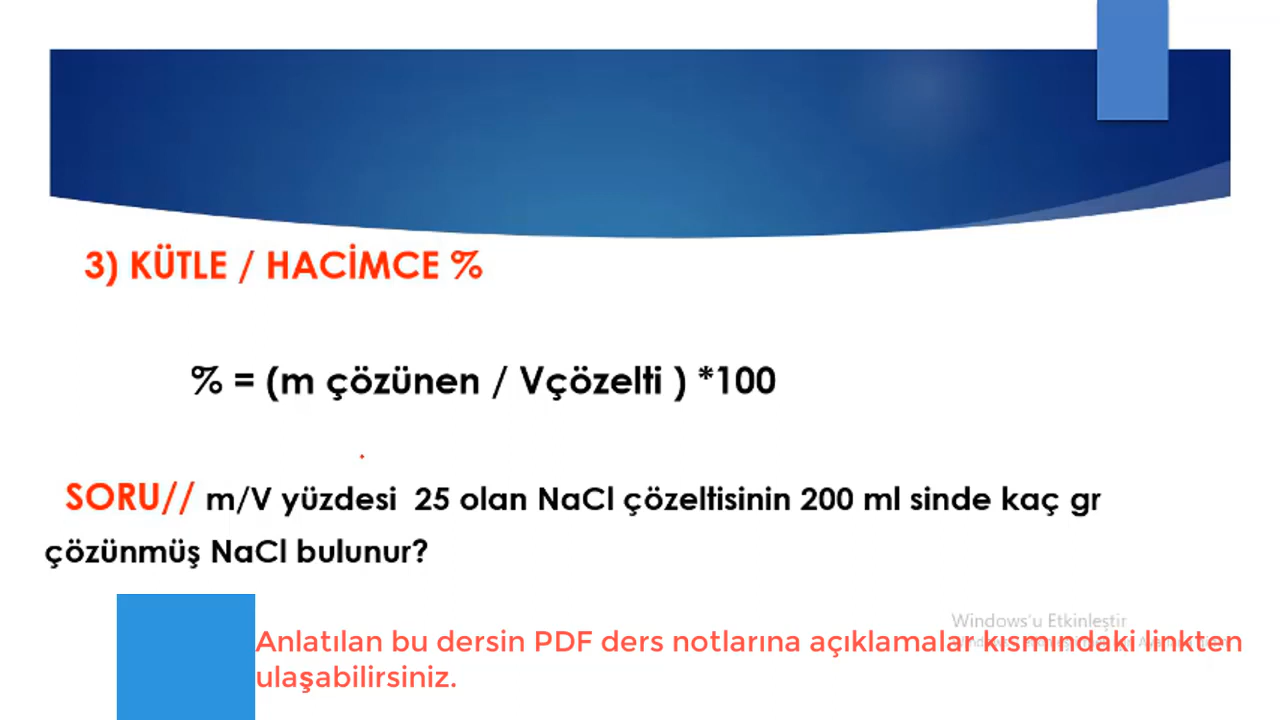 3) KÜTLE / HACİMCE %
% = (m çözünen / Vçözelti ) *100
SORU// m/V yüzdesi 25 olan NaCl çözeltisinin 200 ml sinde kaç gr
çözünmüş NaCl bulunur?
Windows'u Etkinleştir
Anlatılan bu dersin PDF ders notlarına açıklamalar kısmındaki linkten
ulaşabilirsiniz.